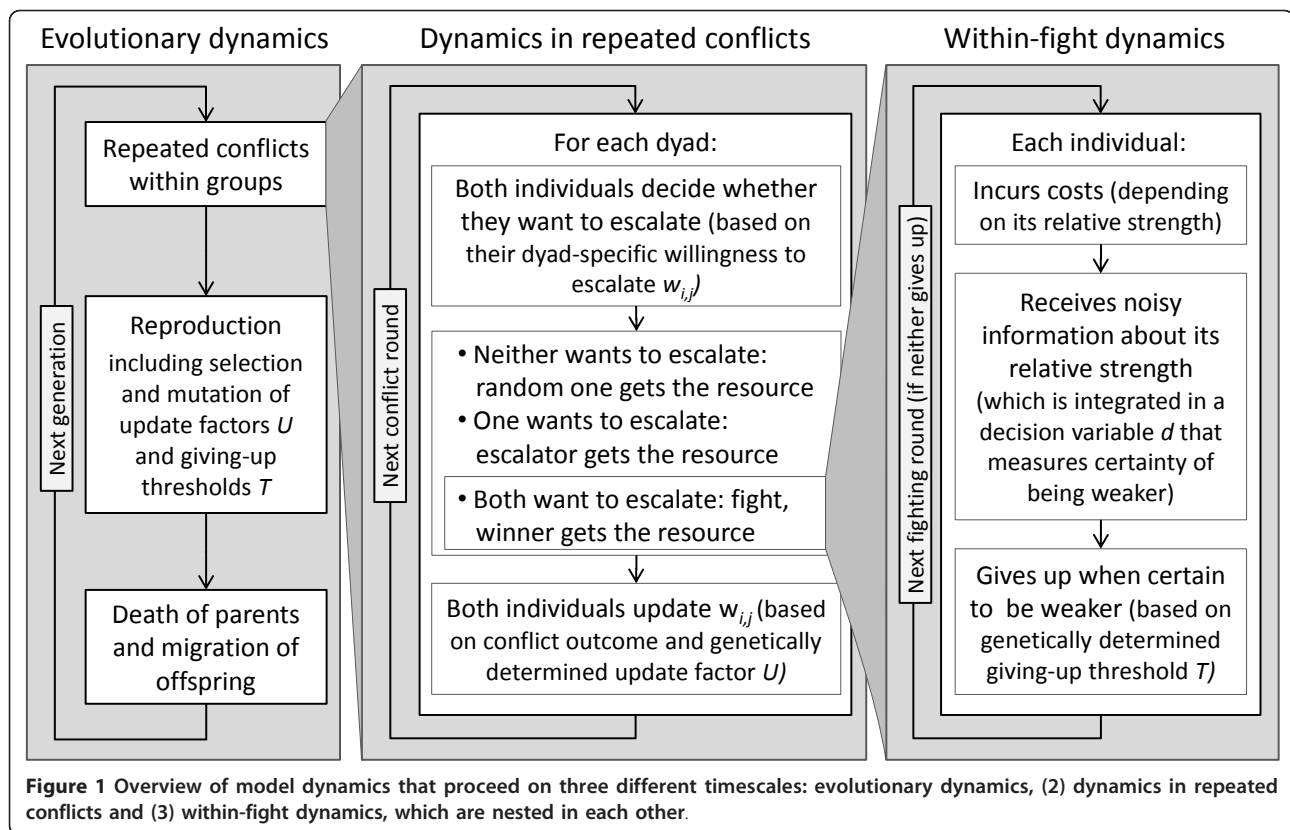 Evolutionary dynamics
Next generation
Repeated conflicts
within groups
Reproduction
including selection
and mutation of
update factors U
and giving-up
thresholds T
Death of parents
and migration of
offspring
Dynamics in repeated conflicts
Next conflict round
For each dyad:
Both individuals decide whether
they want to escalate (based on
their dyad-specific willingness to
escalate w_{i,j})
• Neither wants to escalate:
random one gets the resource
• One wants to escalate:
escalator gets the resource
• Both want to escalate: fight,
winner gets the resource
Both individuals update w_{i,j} (based
on conflict outcome and genetically
determined update factor U)
Within-fight dynamics
Next fighting round (if neither gives up)
Each individual:
Incurs costs (depending
on its relative strength)
Receives noisy
information about its
relative strength
(which is integrated in a
decision variable d that
measures certainty of
being weaker)
Gives up when certain
to be weaker (based on
genetically determined
giving-up threshold T)
Figure 1 Overview of model dynamics that proceed on three different timescales: evolutionary dynamics, (2) dynamics in repeated
conflicts and (3) within-fight dynamics, which are nested in each other.